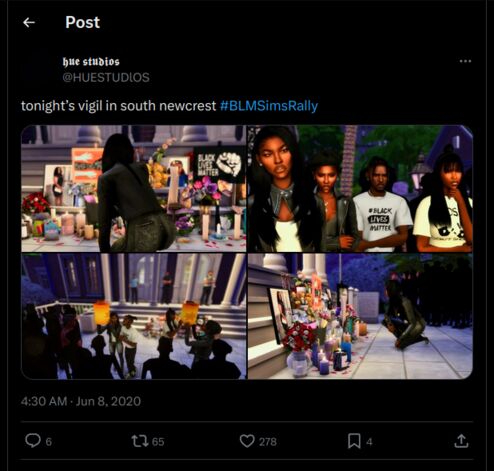 Post
hue studios
@HUESTUDIOS
tonight's vigil in south newcrest #BLMSimsRally
BLACK
LIVES
MATTER
#BLACK
LIVES
MATTER
4:30 AM · Jun 8, 2020
6
65
278
4